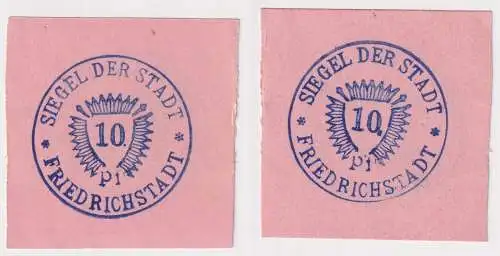 SIEGEL DER STADT
10.
Pf
* FRIEDRICHSTADT *
SIEGEL DER STADT
10.
Pf
* FRIEDRICHSTADT *